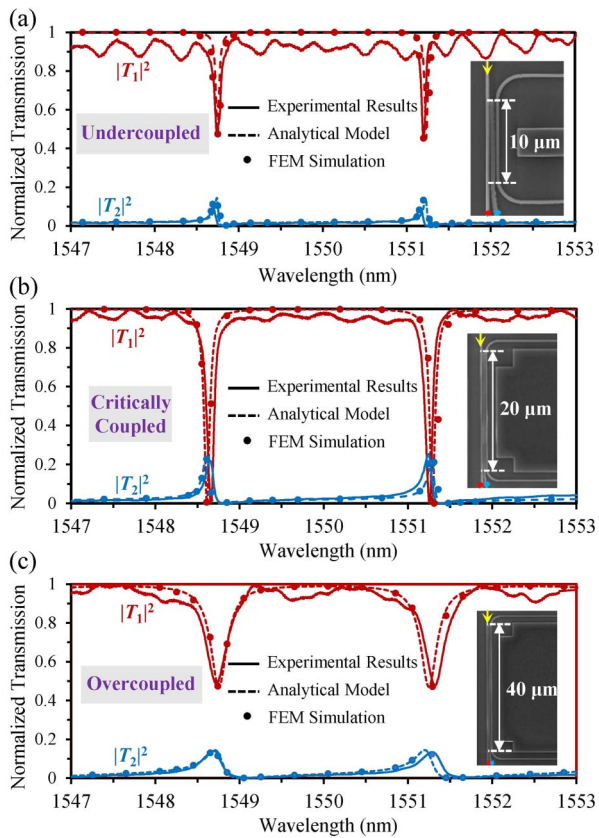 (a)
Normalized Transmission
1
0.8
0.6
0.4
0.2
0
|T₁|²
Undercoupled
Experimental Results
Analytical Model
FEM Simulation
10 μm
|T₂|²
1547 1548 1549 1550 1551 1552 1553
Wavelength (nm)
(b)
Normalized Transmission
1
0.8
0.6
0.4
0.2
0
|T₁|²
Critically
Coupled
Experimental Results
Analytical Model
FEM Simulation
20 μm
|T₂|²
1547 1548 1549 1550 1551 1552 1553
Wavelength (nm)
(c)
Normalized Transmission
1
0.8
0.6
0.4
0.2
0
|T₁|²
Overcoupled
Experimental Results
Analytical Model
FEM Simulation
40 μm
|T₂|²
1547 1548 1549 1550 1551 1552 1553
Wavelength (nm)